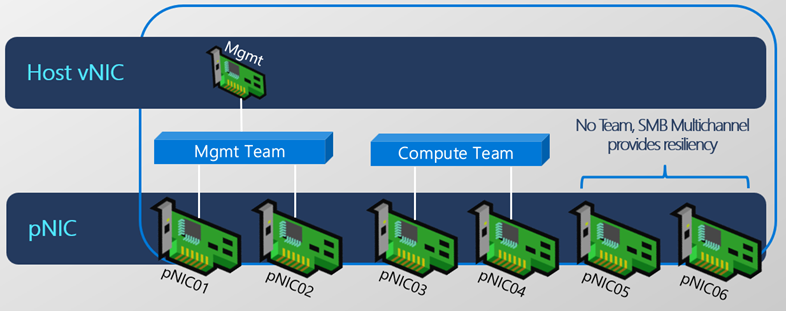 Host vNIC
Mgmt
Mgmt Team
Compute Team
No Team, SMB Multichannel
provides resiliency
pNIC
pNIC01
pNIC02
pNIC03
pNIC04
pNIC05
pNIC06